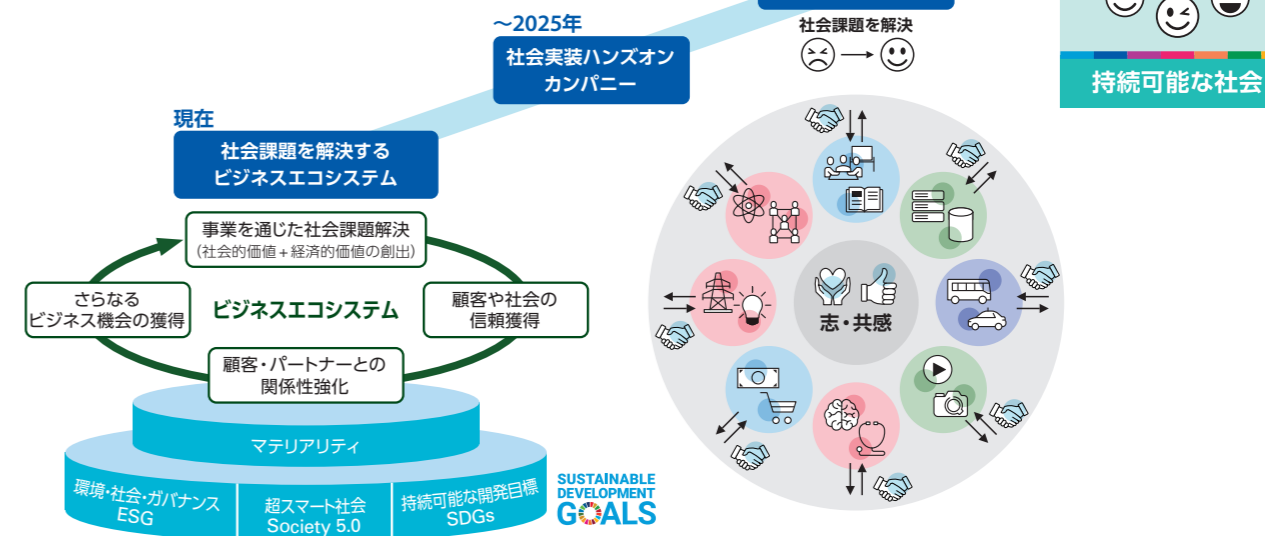 ~2025年
社会実装ハンズオン
カンパニー
社会課題を解決
持続可能な社会
現在
社会課題を解決する
ビジネスエコシステム
事業を通じた社会課題解決
(社会的価値+経済的価値の創出)
さらなる
ビジネス機会の獲得
ビジネスエコシステム
顧客や社会の
信頼獲得
顧客・パートナーとの
関係性強化
マテリアリティ
環境・社会・ガバナンス
ESG
超スマート社会
Society 5.0
持続可能な開発目標
SDGs
SUSTAINABLE
DEVELOPMENT
GOALS
志・共感